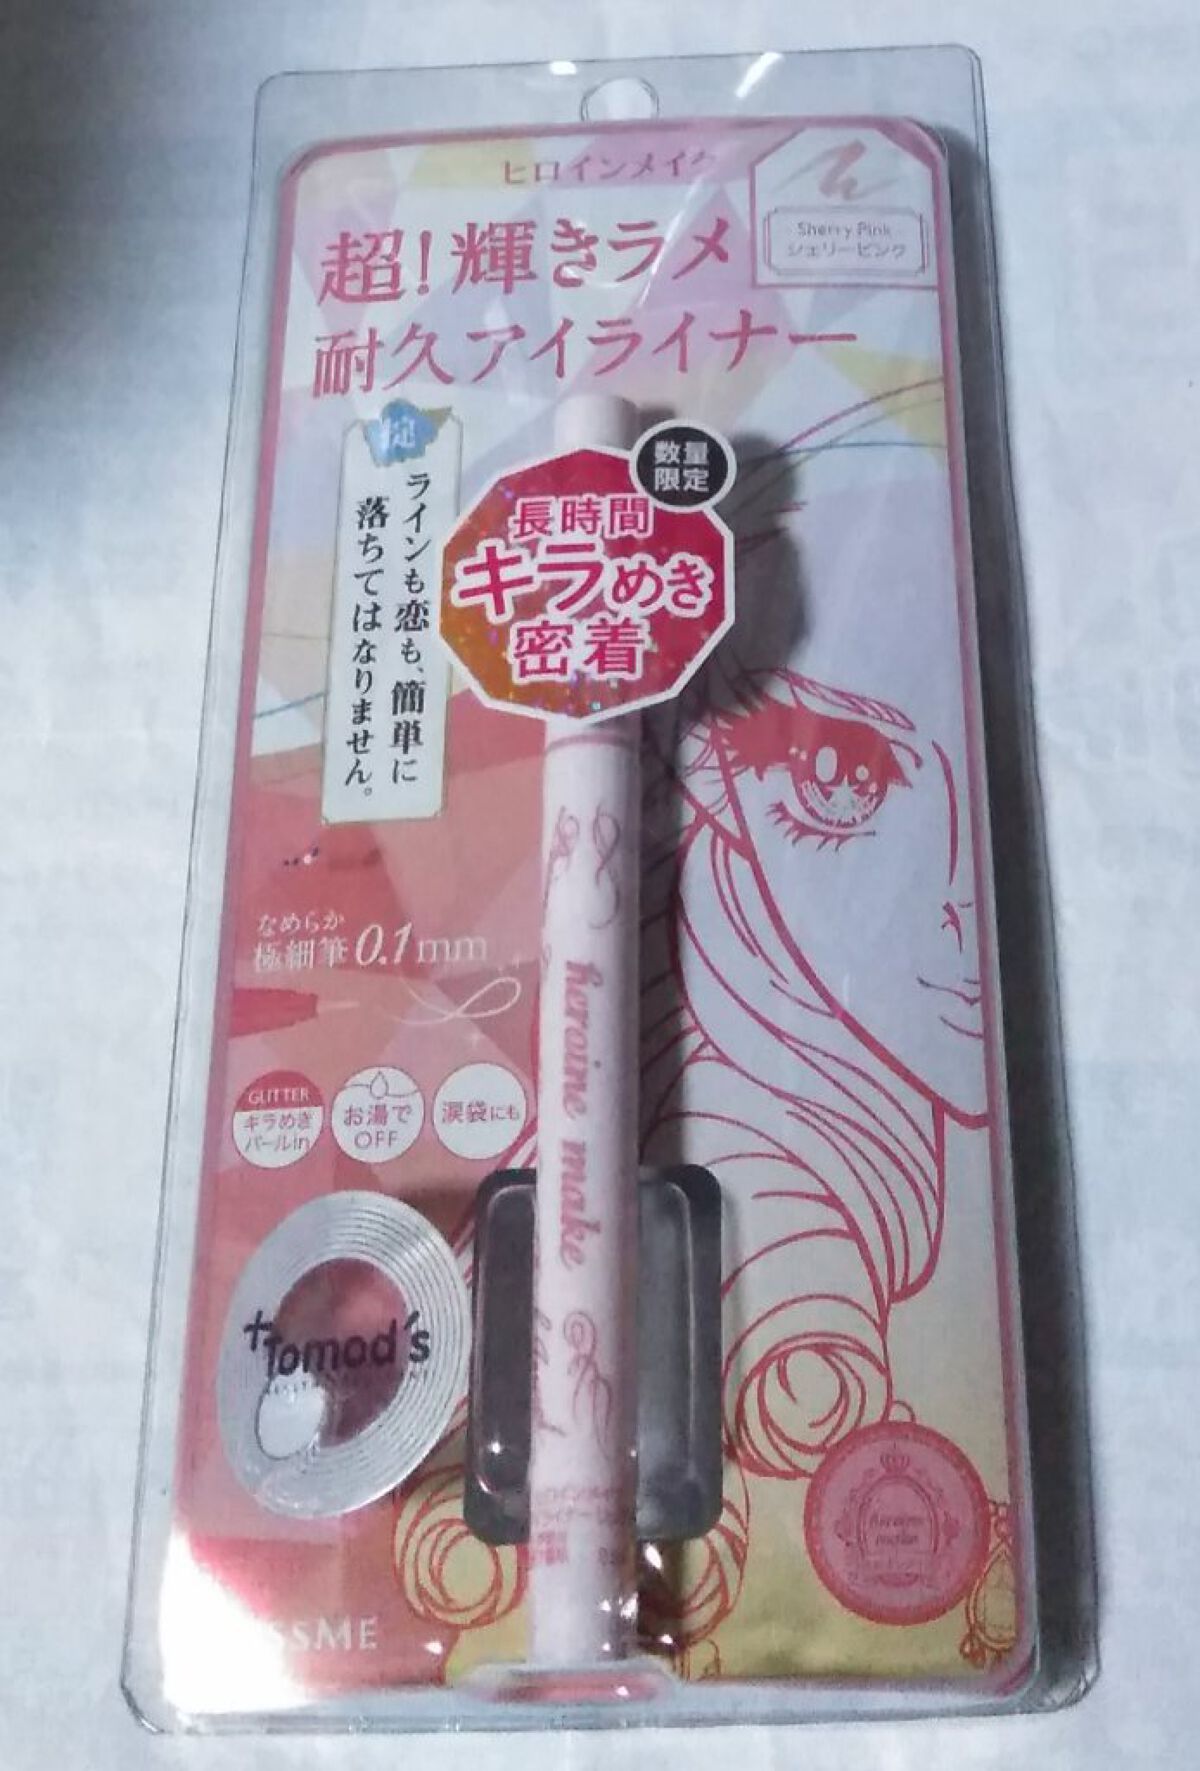 ヒロインメイク
Sherry Pink
シェリーピンク
超！輝きラメ
耐久アイライナー
数量
限定
長時間
キラめき
密着
掟
ラインも恋も、簡単に
落ちてはなりません。
なめらか
極細筆0.1mm
GLITTER
キラめき
パールin
お湯で
OFF
涙袋にも
heroine make
+Tomod's
SSME